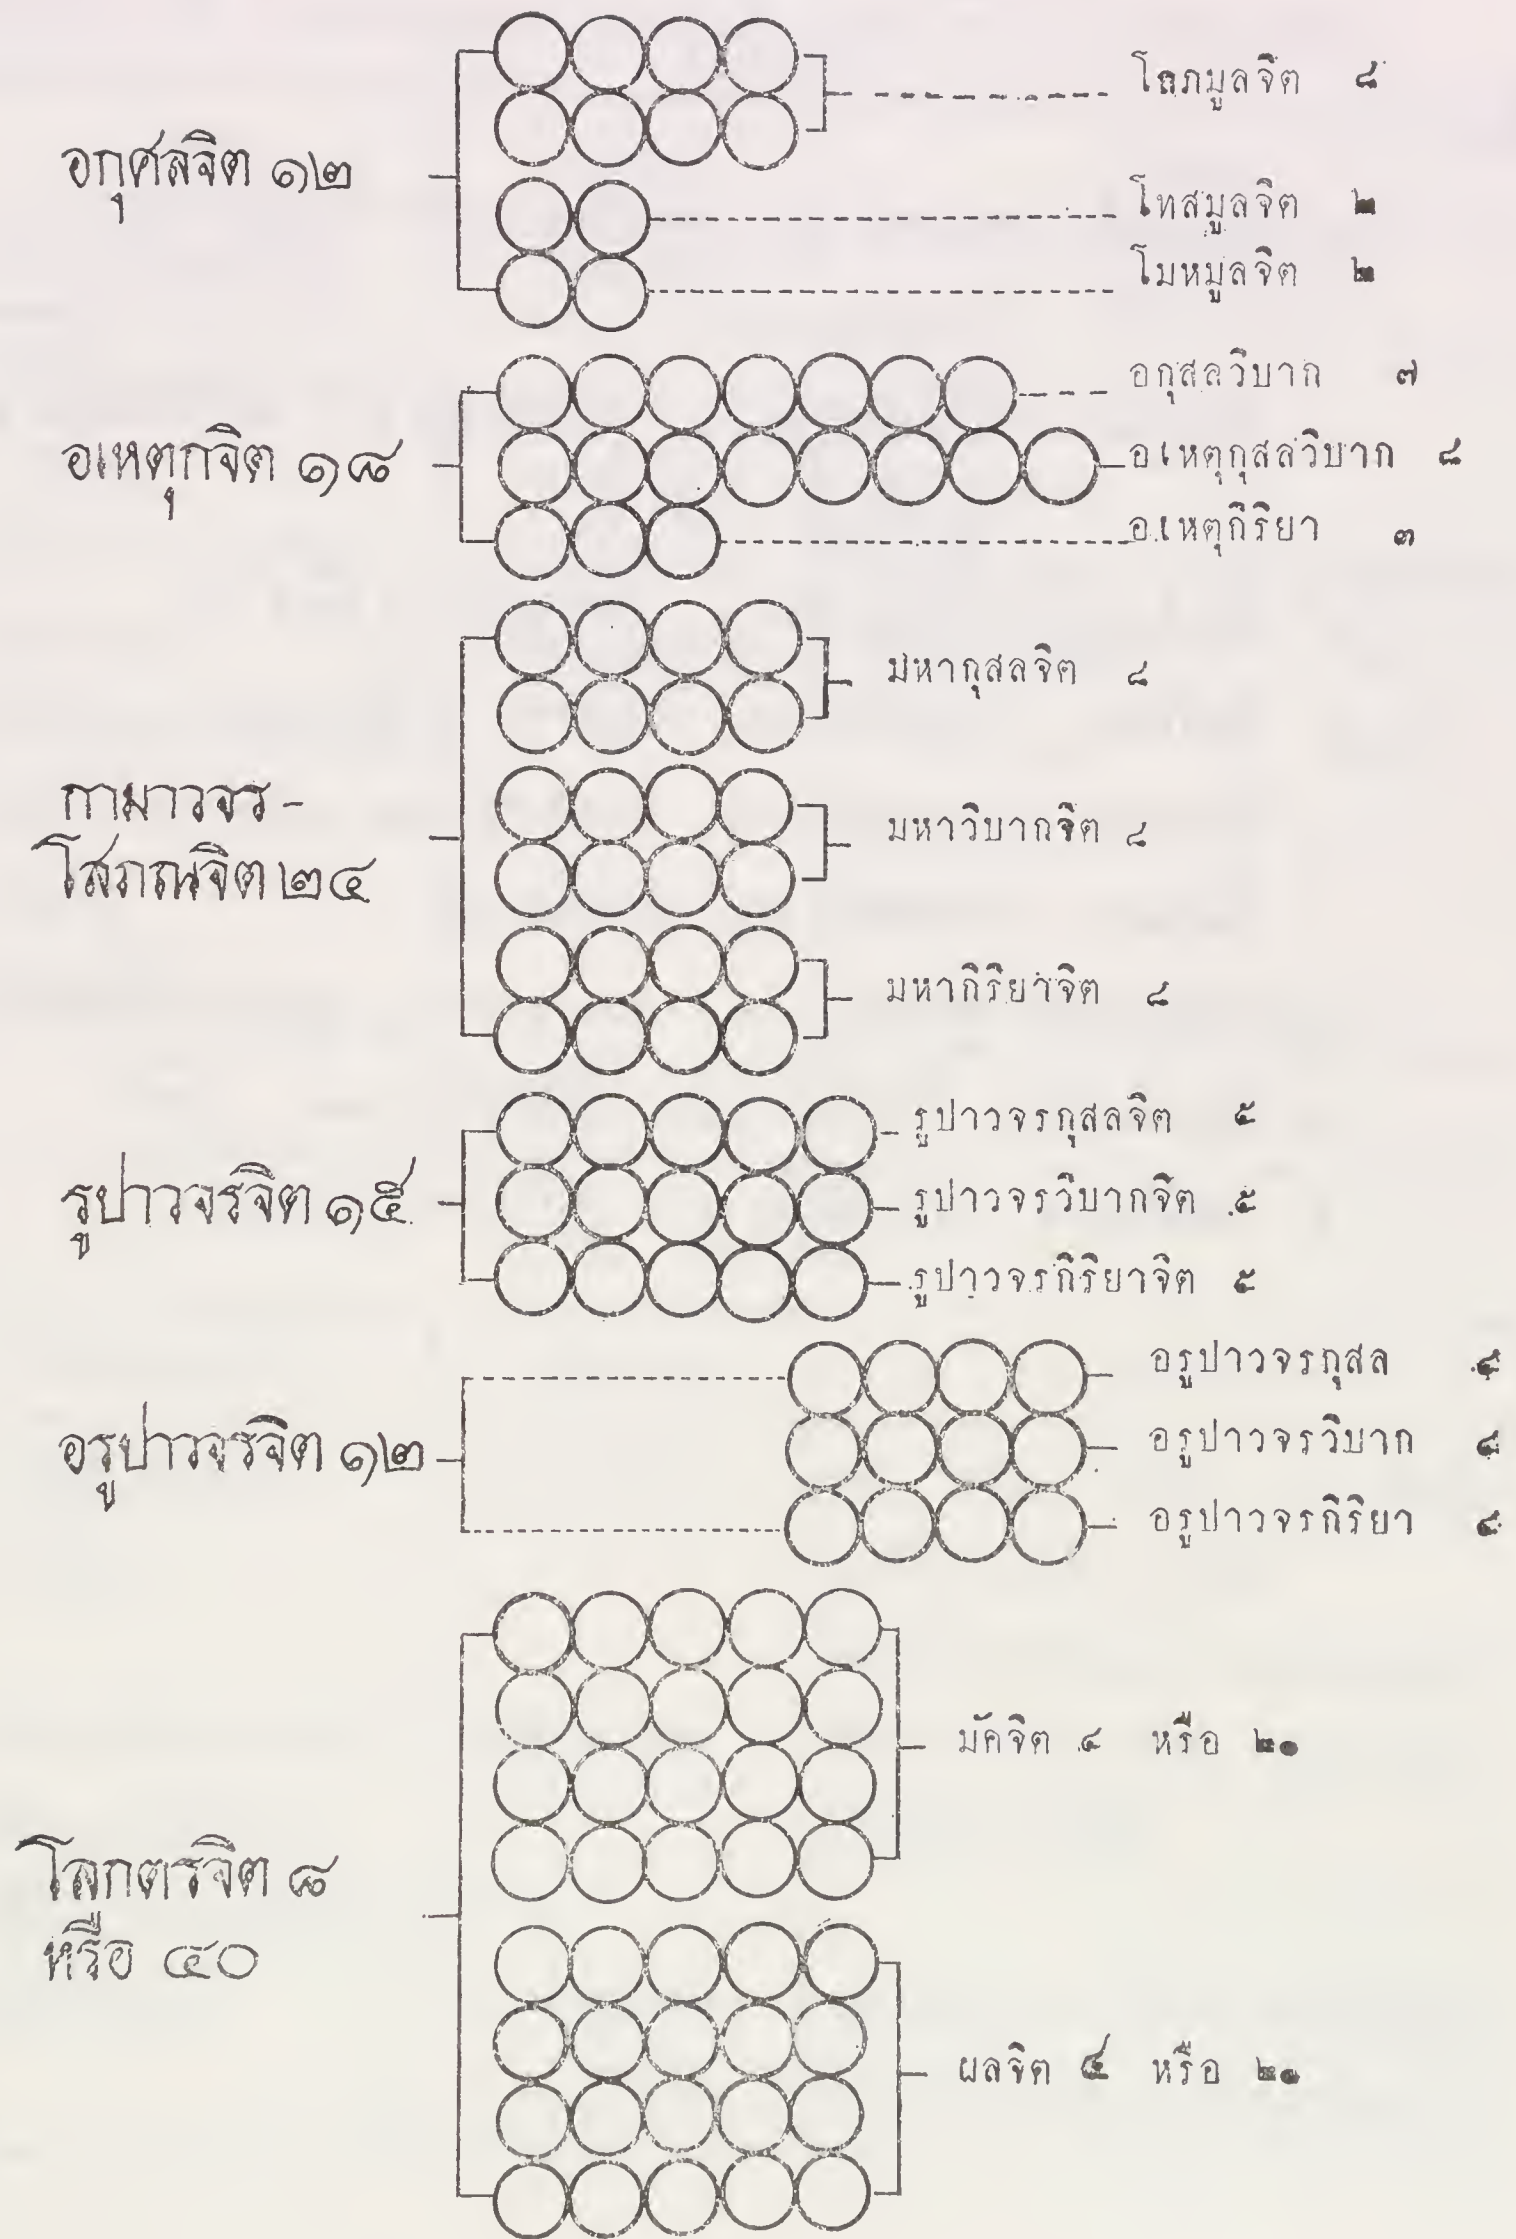 อกุศลจิต ๑๒
โลภมูลจิต ๘
โทสมูลจิต ๒
โมหมูลจิต ๒
อเหตุกจิต ๑๘
อกุสลวิบาก ๗
อเหตุกุสลวิบาก ๘
อเหตุกิริยา ๓
กามาวจร -
โสภณจิต ๒๔
มหากุสลจิต ๘
มหาวิบากจิต ๘
มหากิริยาจิต ๘
รูปาวจรจิต ๑๕
รูปาวจรกุสลจิต ๕
รูปาวจรวิบากจิต ๕
รูปาวจรกิริยาจิต ๕
อรูปาวจรจิต ๑๒
อรูปาวจรกุสล ๔
อรูปาวจรวิบาก ๔
อรูปาวจรกิริยา ๔
โลกุตรจิต ๘
หรือ ๔๐
มัคจิต ๔ หรือ ๒๐
ผลจิต ๔ หรือ ๒๐